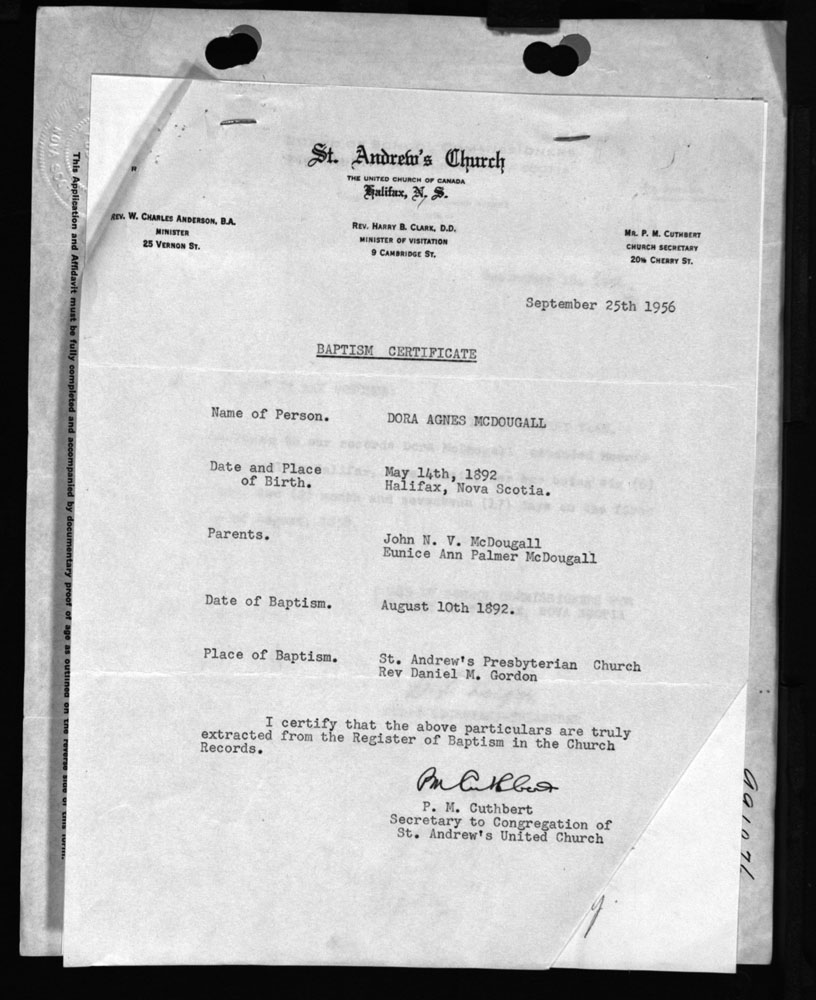 St. Andrew's Church
THE UNITED CHURCH OF CANADA
Halifax, N. S.
REV. W. CHARLES ANDERSON, B.A.
MINISTER
25 VERNON ST.
REV. HARRY B. CLARK, D.D.
MINISTER OF VISITATION
9 CAMBRIDGE ST.
MR. P. M. CUTHBERT
CHURCH SECRETARY
20½ CHERRY ST.
September 25th 1956
BAPTISM CERTIFICATE
Name of Person. DORA AGNES MCDOUGALL
Date and Place May 14th, 1892
of Birth. Halifax, Nova Scotia.
Parents. John N. V. McDougall
Eunice Ann Palmer McDougall
Date of Baptism. August 10th 1892.
Place of Baptism. St. Andrew's Presbyterian Church
Rev Daniel M. Gordon
I certify that the above particulars are truly
extracted from the Register of Baptism in the Church
Records.
PM Cuthbert
P. M. Cuthbert
Secretary to Congregation of
St. Andrew's United Church
This Application and Affidavit must be fully completed and accompanied by documentary proof of age as outlined on the reverse side of this form.